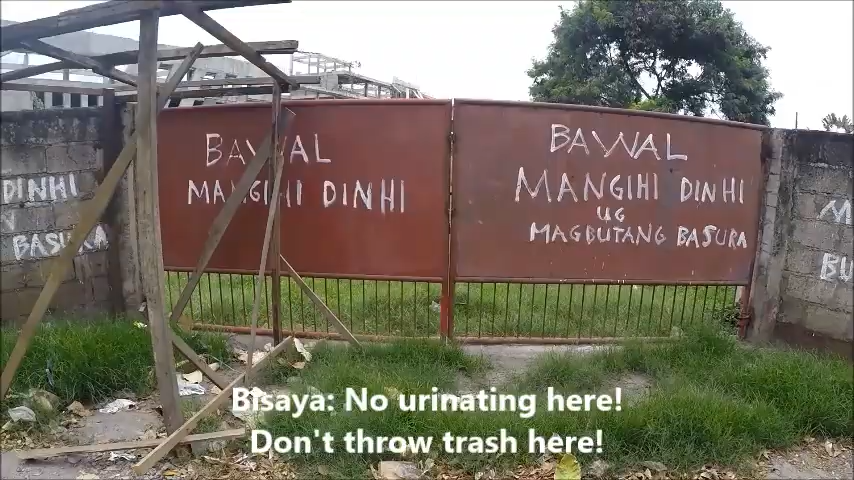 DINHI
BASURA
BAWAL
MANGIHI DINHI
BAWAL
MANGIHI DINHI
UG
MAGBUTANG BASURA
M
BU
Bisaya: No urinating here!
Don't throw trash here!